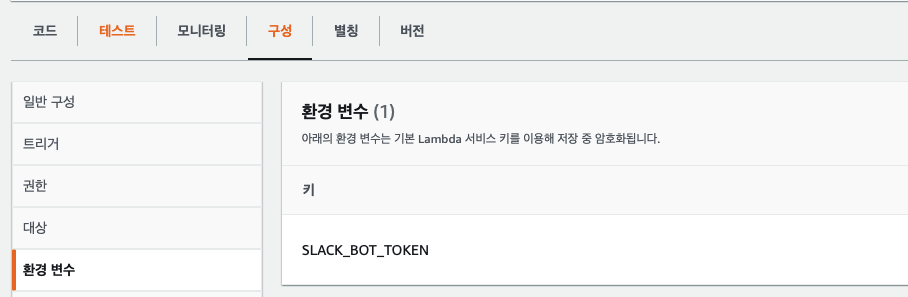 코드 테스트 모니터링 구성 별칭 버전
일반 구성
트리거
권한
대상
환경 변수
환경 변수 (1)
아래의 환경 변수는 기본 Lambda 서비스 키를 이용해 저장 중 암호화됩니다.
키
SLACK_BOT_TOKEN